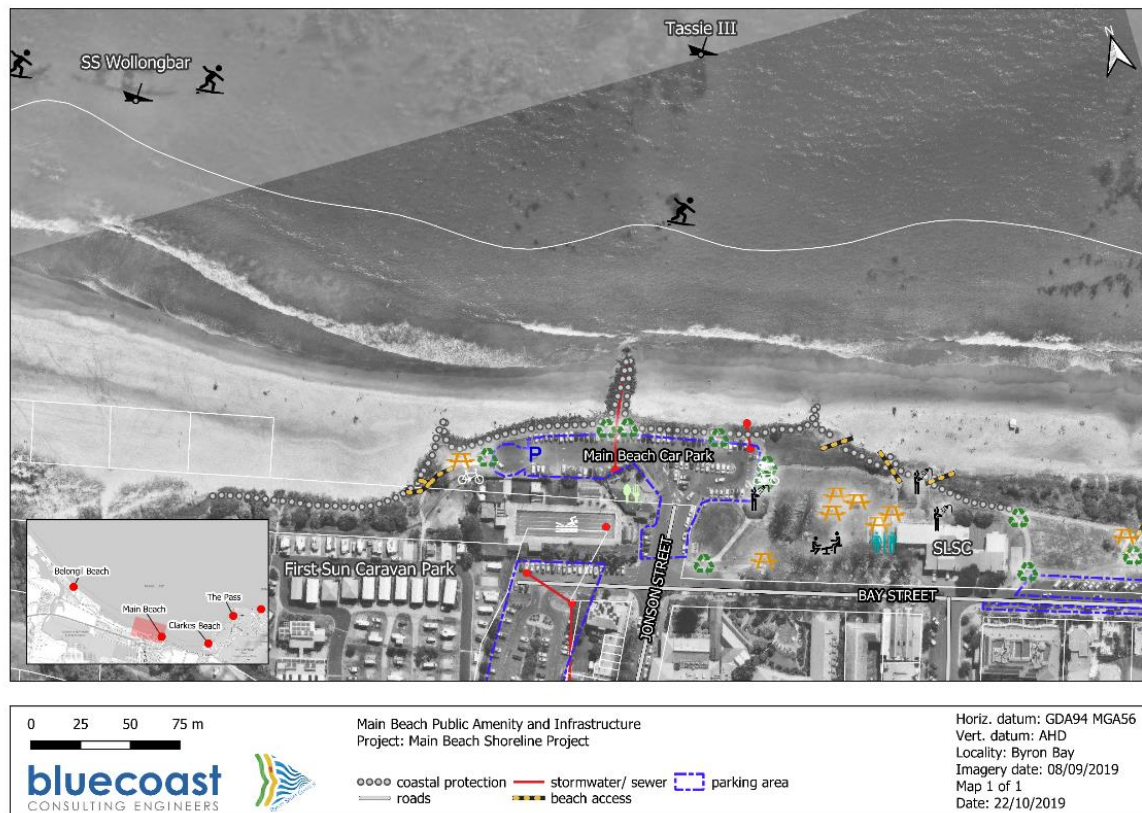 Tassie III
N
SS Wollongbar
P
Main Beach Car Park
SLSC
First Sun Caravan Park
JONSON STREET
BAY STREET
Belongil Beach
Main Beach
The Pass
Clarkes Beach
0 25 50 75 m
bluecoast
CONSULTING ENGINEERS
Main Beach Public Amenity and Infrastructure
Project: Main Beach Shoreline Project
coastal protection
stormwater/ sewer
parking area
roads
beach access
Horiz. datum: GDA94 MGA56
Vert. datum: AHD
Locality: Byron Bay
Imagery date: 08/09/2019
Map 1 of 1
Date: 22/10/2019